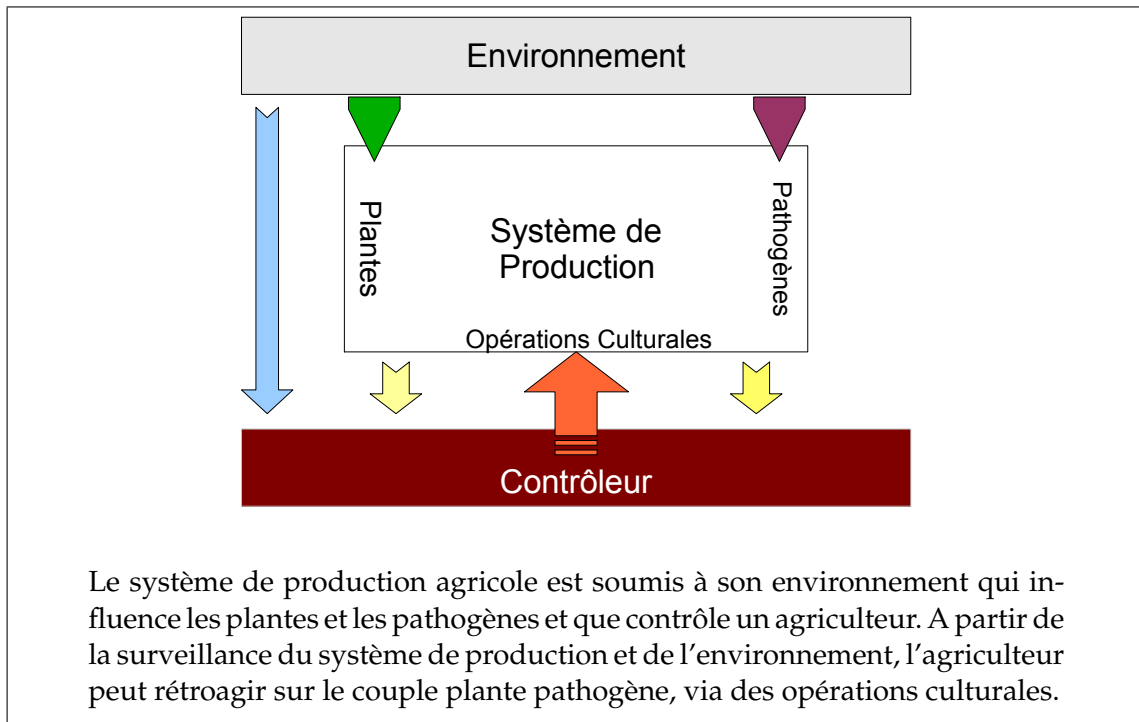 Environnement
Plantes
Système de
Production
Pathogènes
Opérations Culturales
Contrôleur
Le système de production agricole est soumis à son environnement qui in-
fluence les plantes et les pathogènes et que contrôle un agriculteur. A partir de
la surveillance du système de production et de l'environnement, l'agriculteur
peut rétroagir sur le couple plante pathogène, via des opérations culturales.